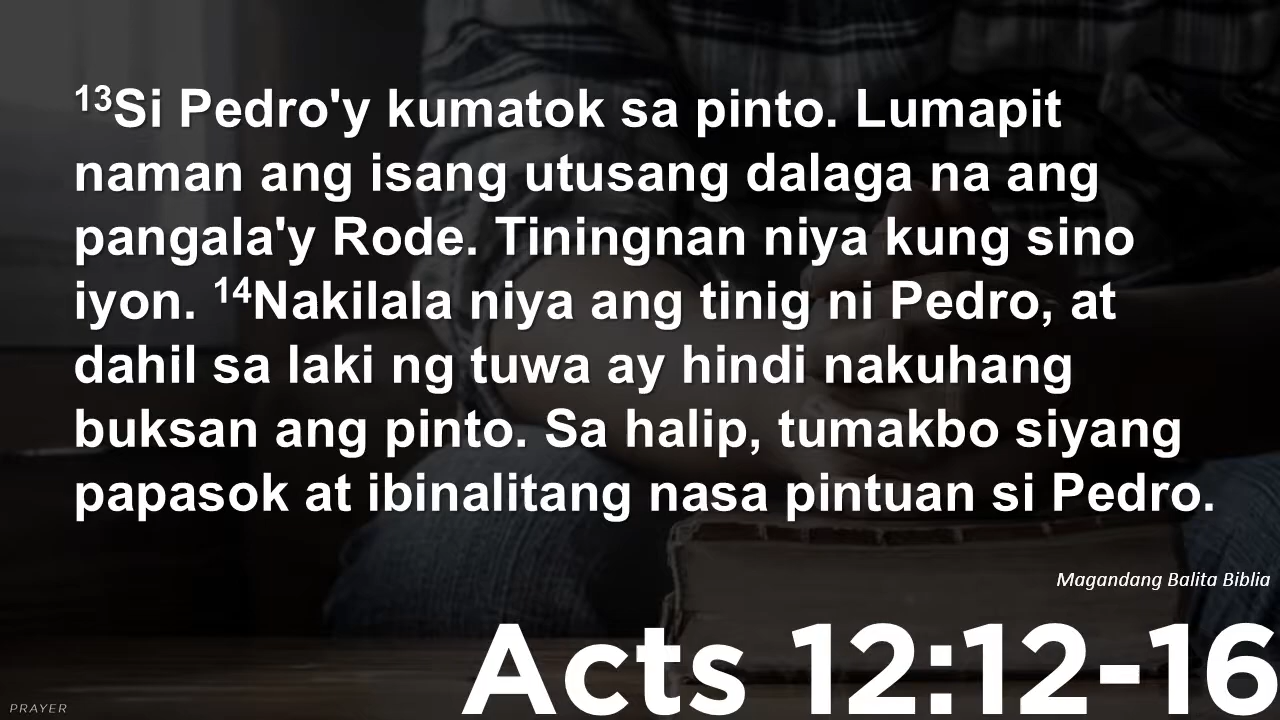 ¹³Si Pedro'y kumatok sa pinto. Lumapit
naman ang isang utusang dalaga na ang
pangala'y Rode. Tiningnan niya kung sino
iyon. ¹⁴Nakilala niya ang tinig ni Pedro, at
dahil sa laki ng tuwa ay hindi nakuhang
buksan ang pinto. Sa halip, tumakbo siyang
papasok at ibinalitang nasa pintuan si Pedro.
Magandang Balita Biblia
Acts 12:12-16
PRAYER